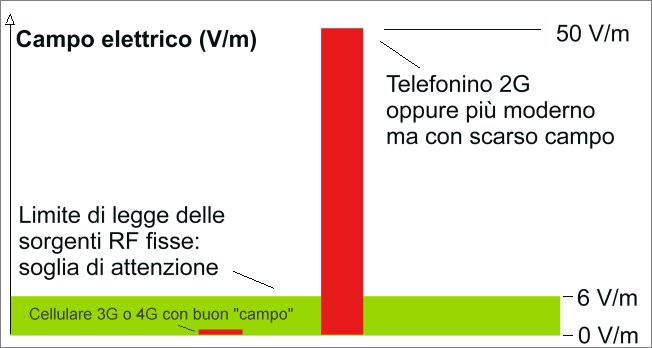 Campo elettrico (V/m)
50 V/m
Telefonino 2G
oppure più moderno
ma con scarso campo
Limite di legge delle
sorgenti RF fisse:
soglia di attenzione
6 V/m
Cellulare 3G o 4G con buon "campo"
0 V/m